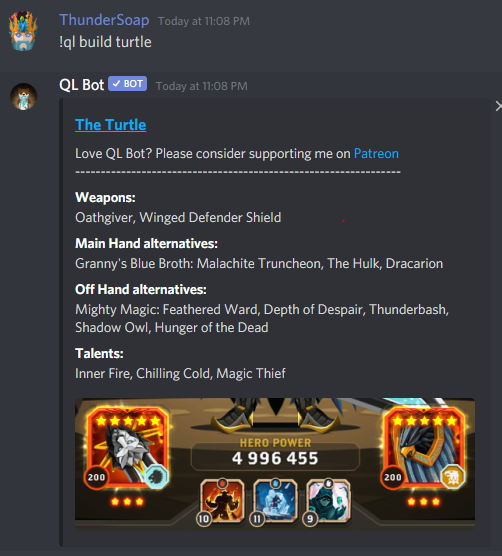 ThunderSoap Today at 11:08 PM
!ql build turtle
QL Bot ✓ BOT Today at 11:08 PM
The Turtle
Love QL Bot? Please consider supporting me on Patreon
----------------------------------------------------------------
Weapons:
Oathgiver, Winged Defender Shield
Main Hand alternatives:
Granny's Blue Broth: Malachite Truncheon, The Hulk, Dracarion
Off Hand alternatives:
Mighty Magic: Feathered Ward, Depth of Despair, Thunderbash,
Shadow Owl, Hunger of the Dead
Talents:
Inner Fire, Chilling Cold, Magic Thief
HERO POWER
4 996 455
200 200
10 11 9